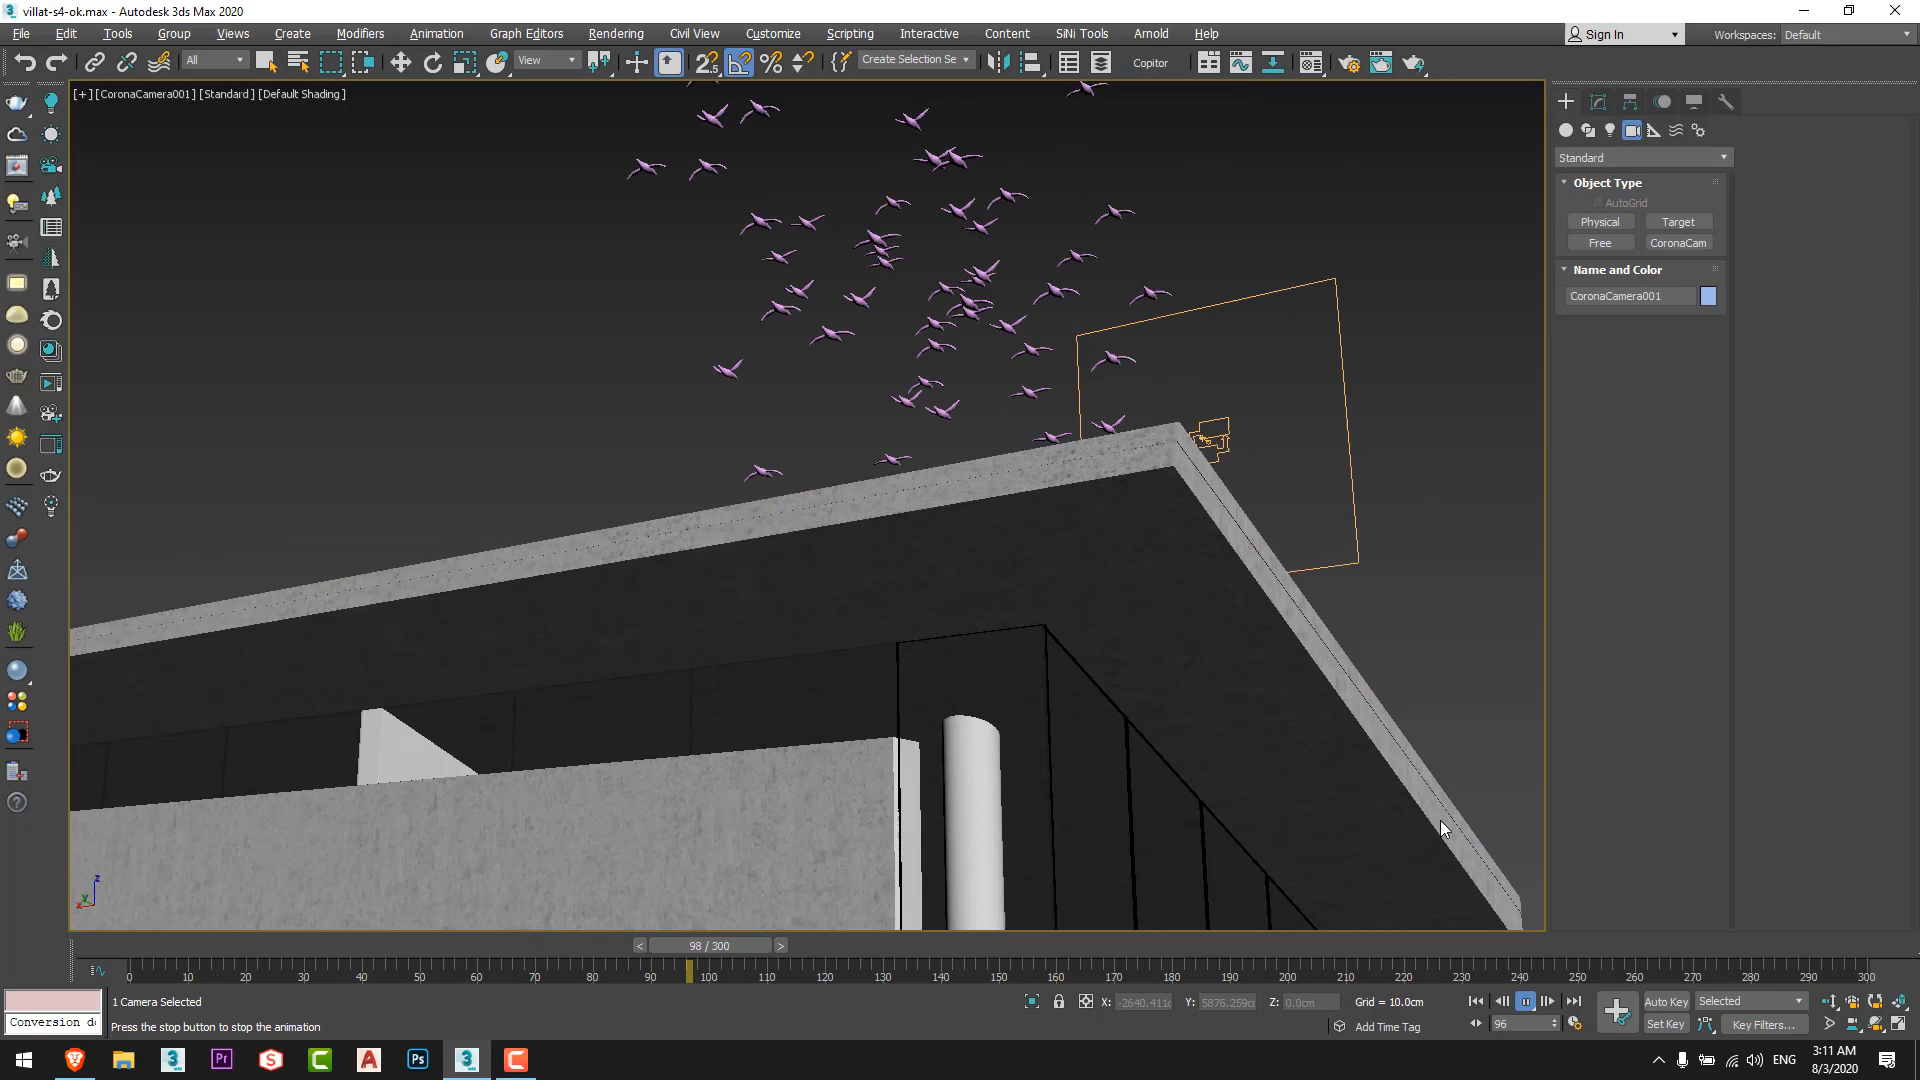 villat-s4-ok.max - Autodesk 3ds Max 2020
File Edit Tools Group Views Create Modifiers Animation Graph Editors Rendering Civil View Customize Scripting Interactive Content SiNi Tools Arnold Help
Sign In Workspaces: Default
All View Create Selection Se Copitor
[+] [CoronaCamera001] [Standard] [Default Shading]
Standard
Object Type
AutoGrid
Physical Target
Free CoronaCam
Name and Color
CoronaCamera001
z
y
x
< 98 / 300 >
0 10 20 30 40 50 60 70 80 90 100 110 120 130 140 150 160 170 180 190 200 210 220 230 240 250 260 270 280 290 300
1 Camera Selected X: -2640.411c Y: 5876.259c Z: 0.0cm Grid = 10.0cm Auto Key Selected
Conversion d Press the stop button to stop the animation Add Time Tag 96 Set Key Key Filters...
Pr Ps ENG
3:11 AM
8/3/2020